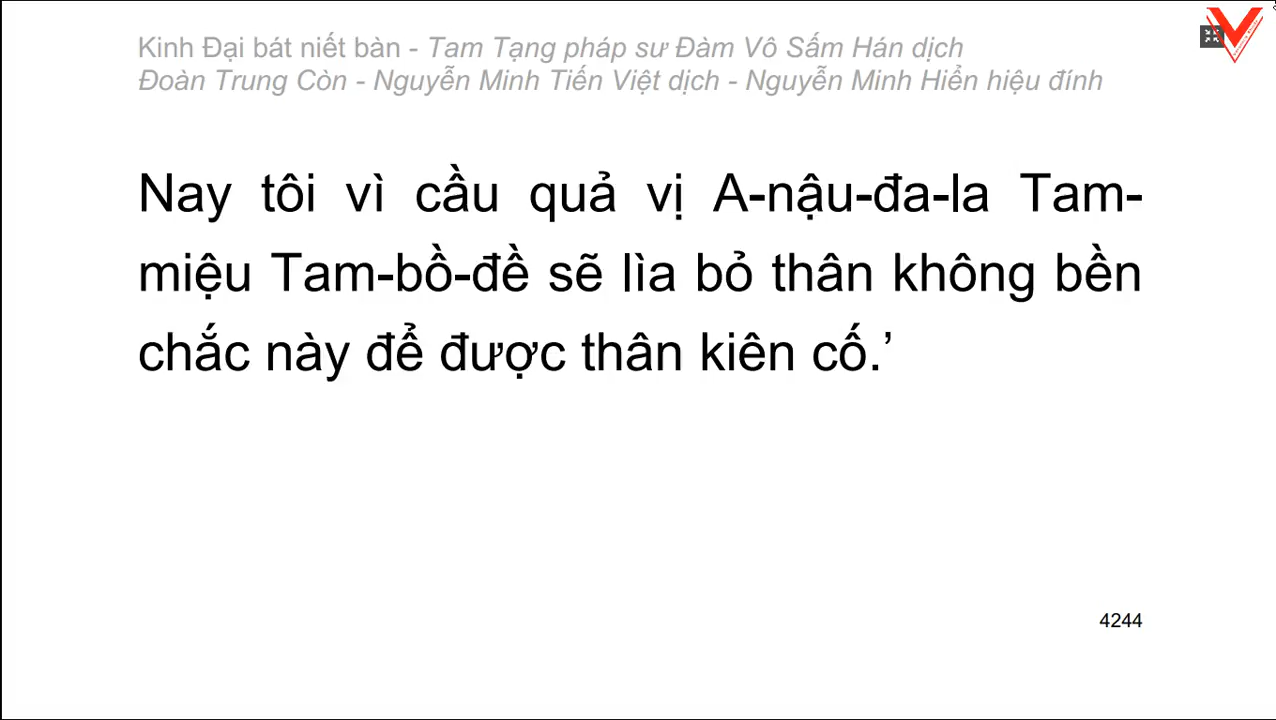 Kinh Đại bát niết bàn - Tam Tạng pháp sư Đàm Vô Sấm Hán dịch
Đoàn Trung Còn - Nguyễn Minh Tiến Việt dịch - Nguyễn Minh Hiển hiệu đính
Nay tôi vì cầu quả vị A-nậu-đa-la Tam-
miệu Tam-bồ-đề sẽ lìa bỏ thân không bền
chắc này để được thân kiên cố.’
4244